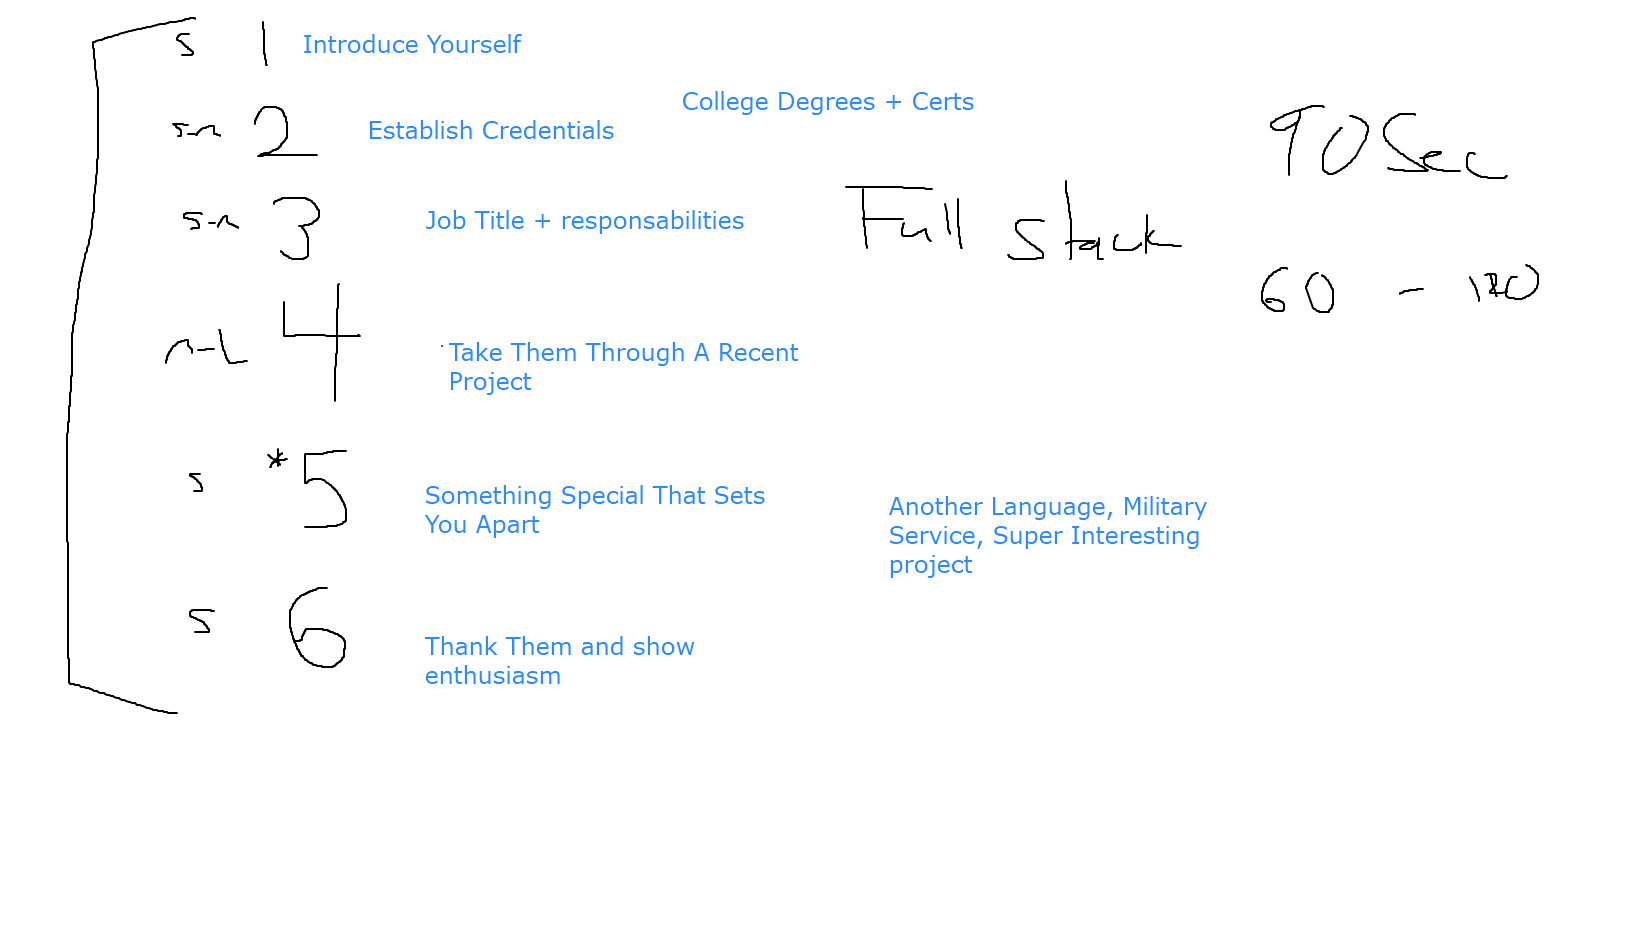 s 1 Introduce Yourself
College Degrees + Certs
s-m 2 Establish Credentials
90 Sec
s-m 3 Job Title + responsabilities
Full Stack
60 - 120
m-L 4 Take Them Through A Recent
Project
s *5 Something Special That Sets
You Apart
Another Language, Military
Service, Super Interesting
project
s 6 Thank Them and show
enthusiasm